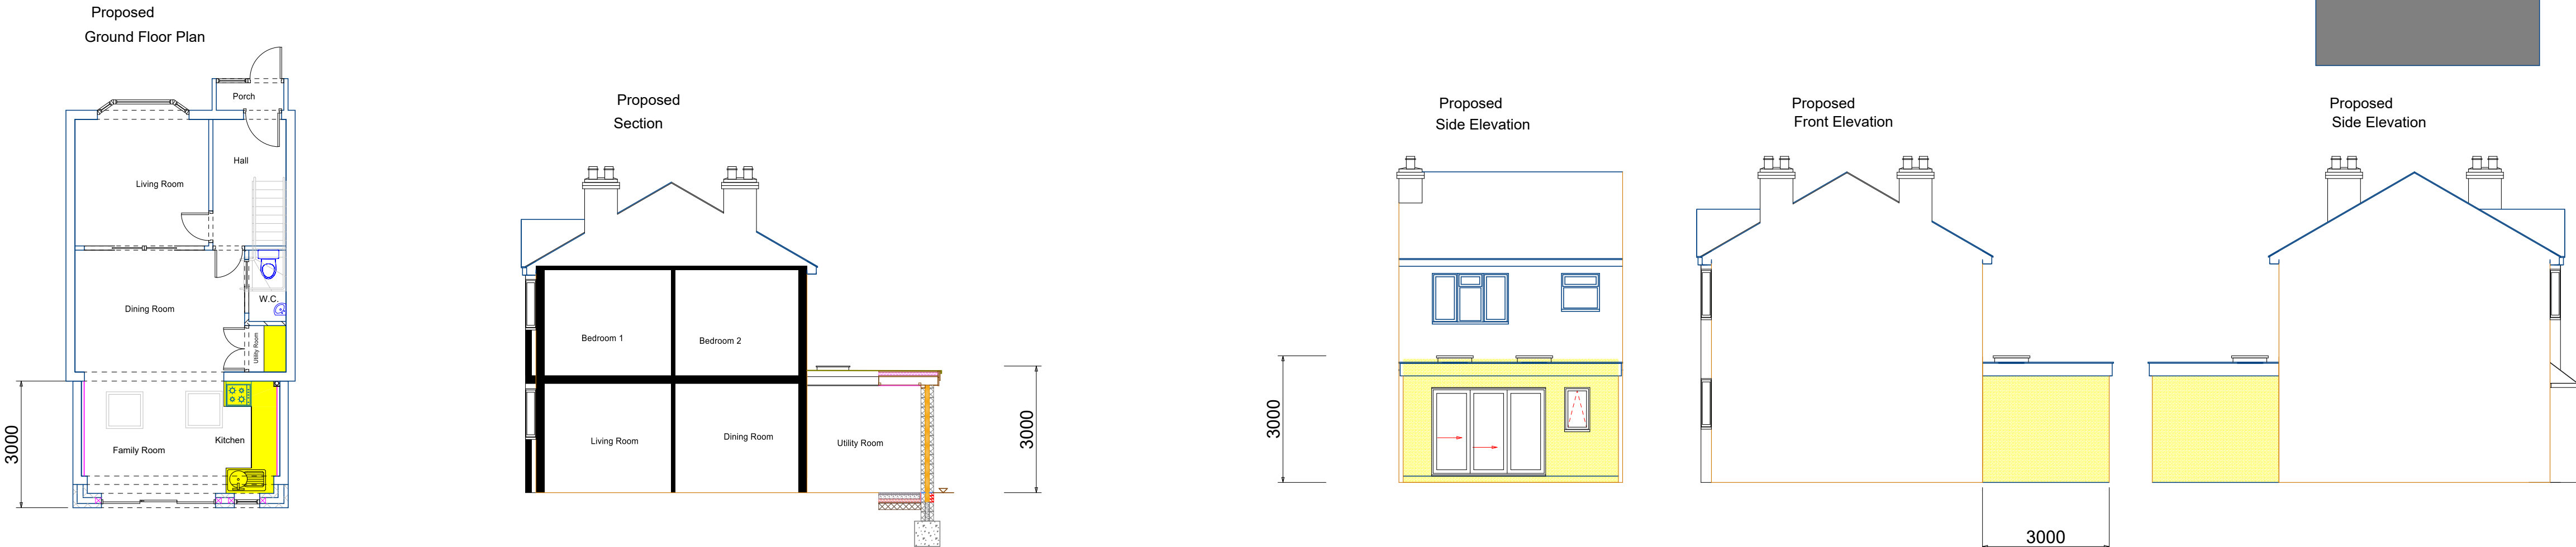 Proposed
Ground Floor Plan
Porch
Hall
Living Room
W.C.
Dining Room
Utility Room
Kitchen
Family Room
3000
Proposed
Section
Bedroom 1
Bedroom 2
Living Room
Dining Room
Utility Room
3000
Proposed
Side Elevation
3000
Proposed
Front Elevation
3000
Proposed
Side Elevation